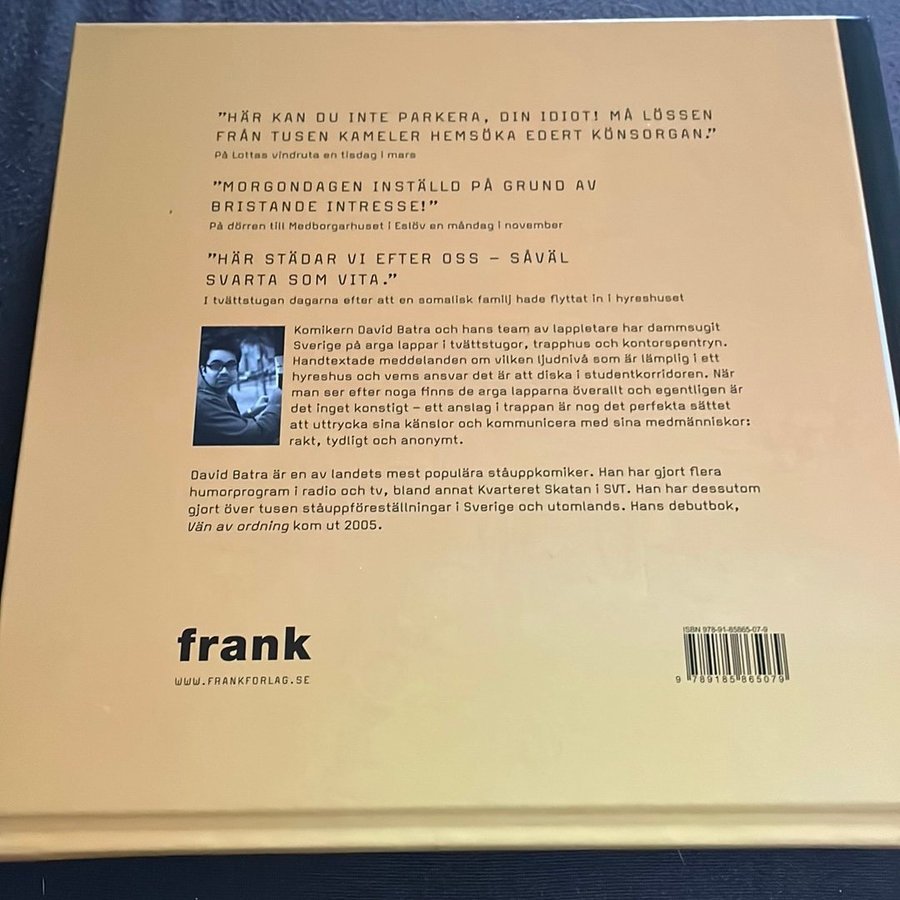 ”HÄR KAN DU INTE PARKERA, DIN IDIOT! MÅ LÖSSEN
FRÅN TUSEN KAMELER HEMSÖKA EDERT KÖNSORGAN.”
På Lottas vindruta en tisdag i mars
”MORGONDAGEN INSTÄLLD PÅ GRUND AV
BRISTANDE INTRESSE!”
På dörren till Medborgarhuset i Eslöv en måndag i november
”HÄR STÄDAR VI EFTER OSS – SÅVÄL
SVARTA SOM VITA.”
I tvättstugan dagarna efter att en somalisk familj hade flyttat in i hyreshuset
Komikern David Batra och hans team av lappletare har dammsugit
Sverige på arga lappar i tvättstugor, trapphus och kontorspentryn.
Handtextade meddelanden om vilken ljudnivå som är lämplig i ett
hyreshus och vems ansvar det är att diska i studentkorridoren. När
man ser efter noga finns de arga lapparna överallt och egentligen är
det inget konstigt – ett anslag i trappan är nog det perfekta sättet
att uttrycka sina känslor och kommunicera med sina medmänniskor:
rakt, tydligt och anonymt.
David Batra är en av landets mest populära ståuppkomiker. Han har gjort flera
humorprogram i radio och tv, bland annat Kvarteret Skatan i SVT. Han har dessutom
gjort över tusen ståuppföreställningar i Sverige och utomlands. Hans debutbok,
Vän av ordning kom ut 2005.
frank
WWW.FRANKFORLAG.SE
ISBN 978-91-85865-07-9
9 789185 865079